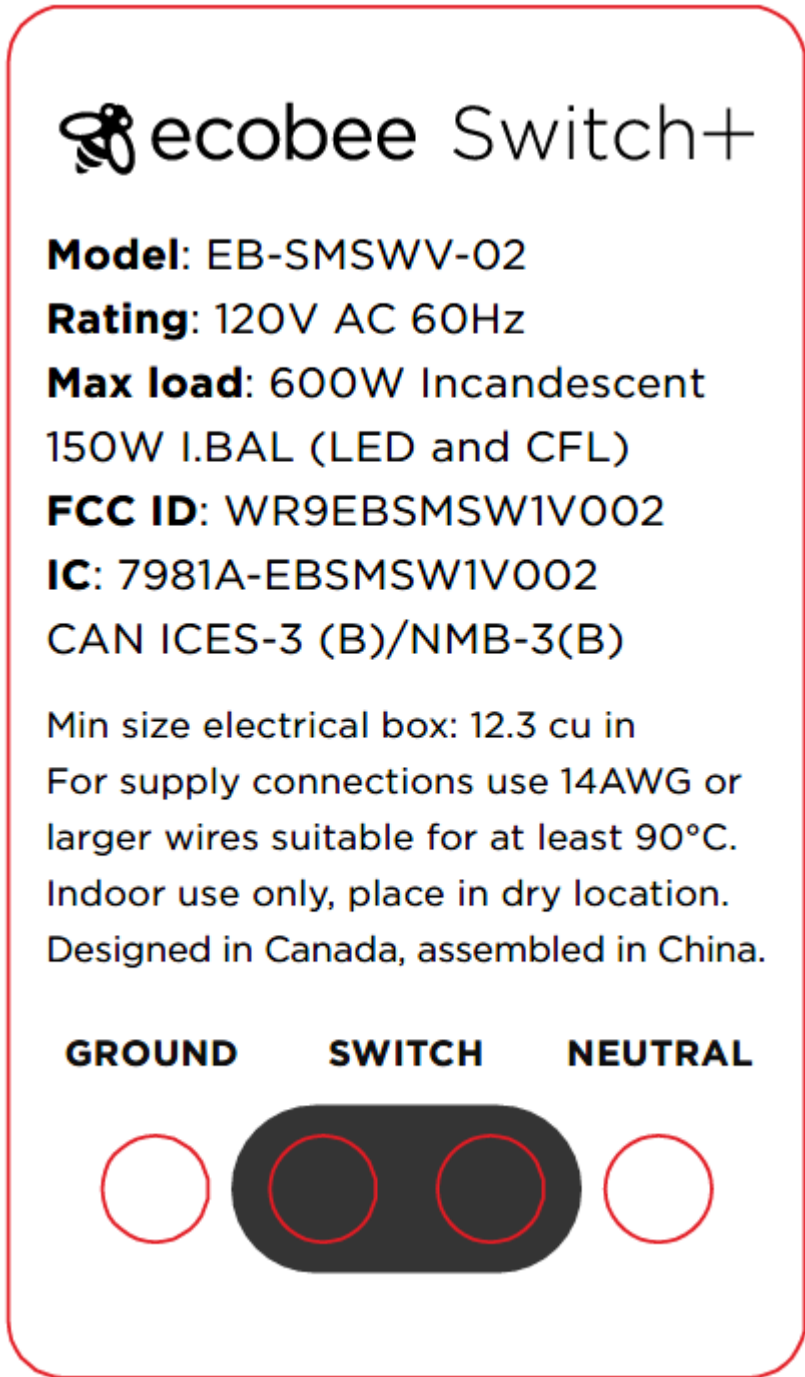 ecobee Switch+
Model: EB-SMSWV-02
Rating: 120V AC 60Hz
Max load: 600W Incandescent
150W I.BAL (LED and CFL)
FCC ID: WR9EBSMSW1V002
IC: 7981A-EBSMSW1V002
CAN ICES-3 (B)/NMB-3(B)
Min size electrical box: 12.3 cu in
For supply connections use 14AWG or
larger wires suitable for at least 90°C.
Indoor use only, place in dry location.
Designed in Canada, assembled in China.
GROUND SWITCH NEUTRAL